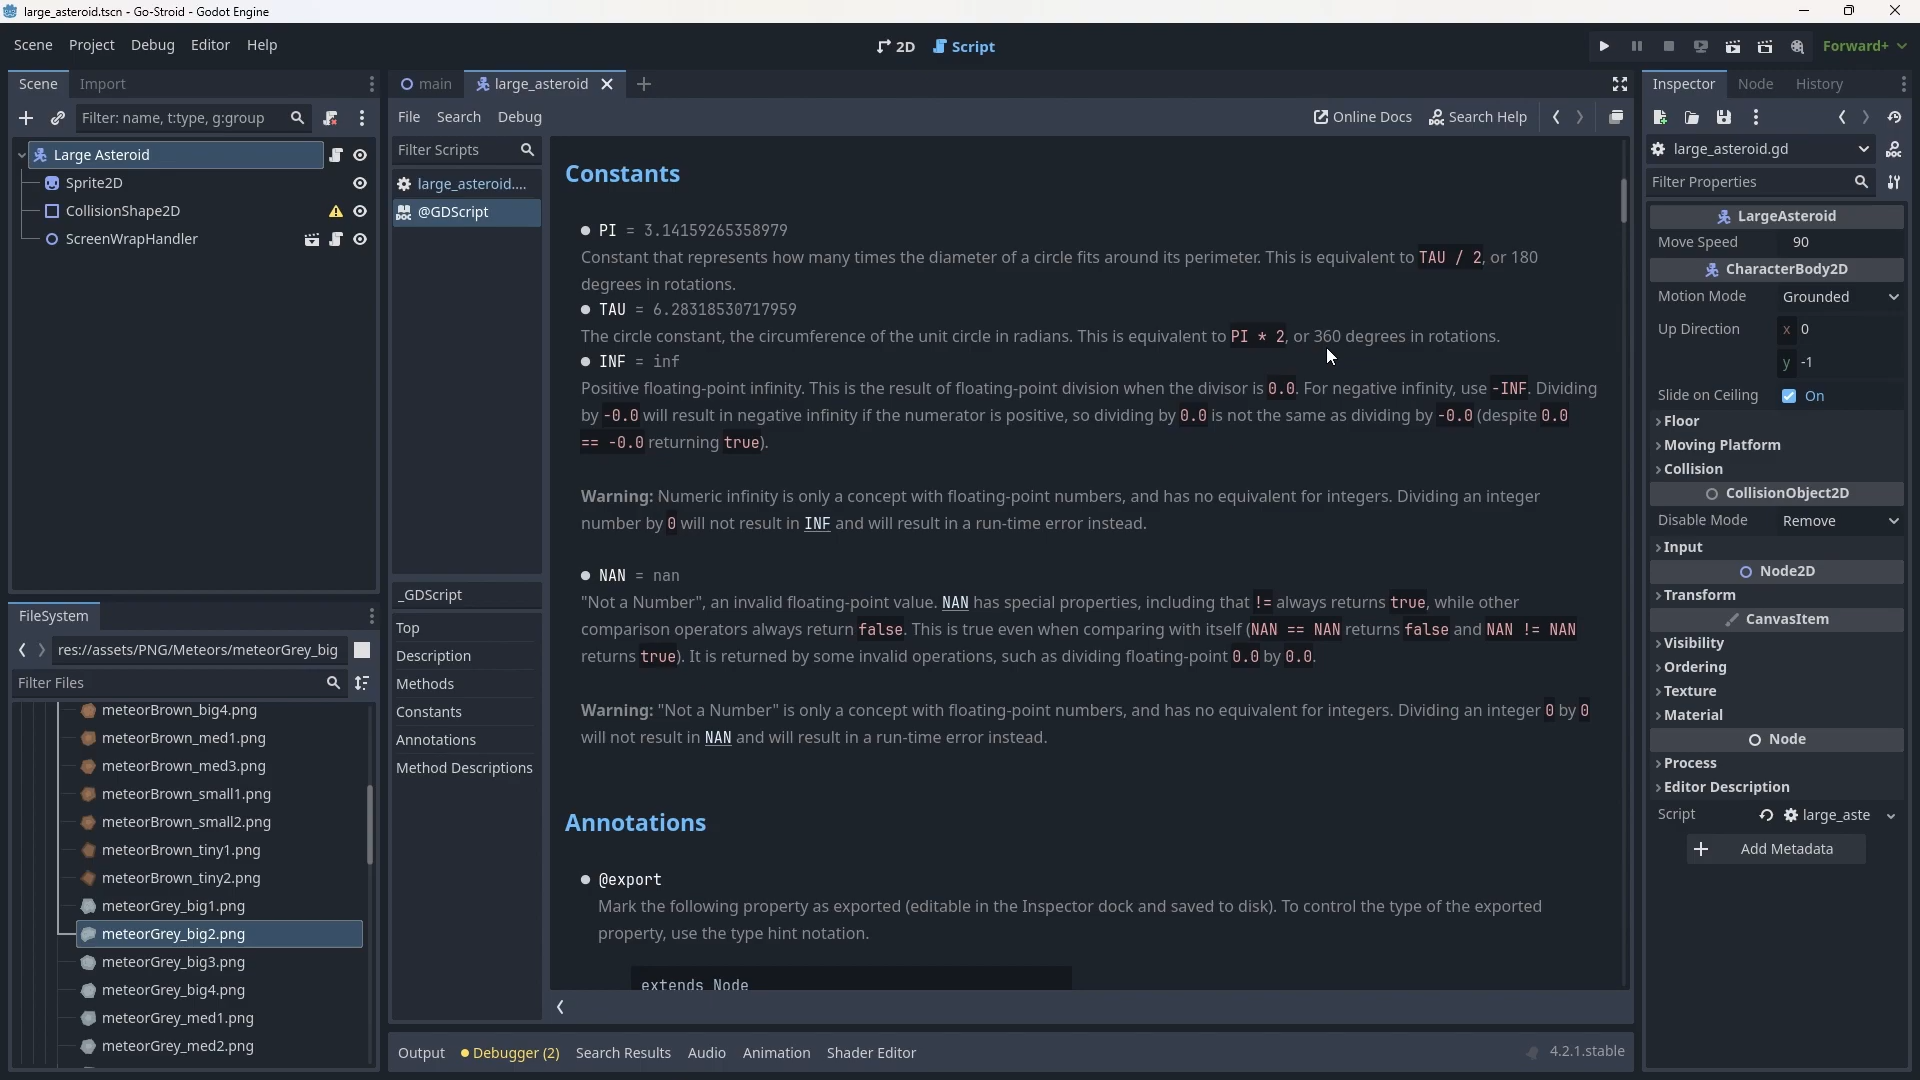 large_asteroid.tscn - Go-Stroid - Godot Engine
Scene Project Debug Editor Help
2D Script
Forward+
Scene Import
Filter: name, t:type, g:group
Large Asteroid
Sprite2D
CollisionShape2D
ScreenWrapHandler
FileSystem
res://assets/PNG/Meteors/meteorGrey_big
Filter Files
meteorBrown_big4.png
meteorBrown_med1.png
meteorBrown_med3.png
meteorBrown_small1.png
meteorBrown_small2.png
meteorBrown_tiny1.png
meteorBrown_tiny2.png
meteorGrey_big1.png
meteorGrey_big2.png
meteorGrey_big3.png
meteorGrey_big4.png
meteorGrey_med1.png
meteorGrey_med2.png
main large_asteroid
File Search Debug
Online Docs Search Help
Filter Scripts
large_asteroid....
@GDScript
_GDScript
Top
Description
Methods
Constants
Annotations
Method Descriptions
Constants
PI = 3.14159265358979
Constant that represents how many times the diameter of a circle fits around its perimeter. This is equivalent to TAU / 2, or 180
degrees in rotations.
TAU = 6.28318530717959
The circle constant, the circumference of the unit circle in radians. This is equivalent to PI * 2, or 360 degrees in rotations.
INF = inf
Positive floating-point infinity. This is the result of floating-point division when the divisor is 0.0. For negative infinity, use -INF. Dividing
by -0.0 will result in negative infinity if the numerator is positive, so dividing by 0.0 is not the same as dividing by -0.0 (despite 0.0
== -0.0 returning true).
Warning: Numeric infinity is only a concept with floating-point numbers, and has no equivalent for integers. Dividing an integer
number by 0 will not result in INF and will result in a run-time error instead.
NAN = nan
"Not a Number", an invalid floating-point value. NAN has special properties, including that != always returns true, while other
comparison operators always return false. This is true even when comparing with itself (NAN == NAN returns false and NAN != NAN
returns true). It is returned by some invalid operations, such as dividing floating-point 0.0 by 0.0.
Warning: "Not a Number" is only a concept with floating-point numbers, and has no equivalent for integers. Dividing an integer 0 by 0
will not result in NAN and will result in a run-time error instead.
Annotations
@export
Mark the following property as exported (editable in the Inspector dock and saved to disk). To control the type of the exported
property, use the type hint notation.
extends Node
Output Debugger (2) Search Results Audio Animation Shader Editor
4.2.1.stable
Inspector Node History
large_asteroid.gd
Filter Properties
LargeAsteroid
Move Speed 90
CharacterBody2D
Motion Mode Grounded
Up Direction x 0
y -1
Slide on Ceiling On
Floor
Moving Platform
Collision
CollisionObject2D
Disable Mode Remove
Input
Node2D
Transform
CanvasItem
Visibility
Ordering
Texture
Material
Node
Process
Editor Description
Script large_aste
Add Metadata